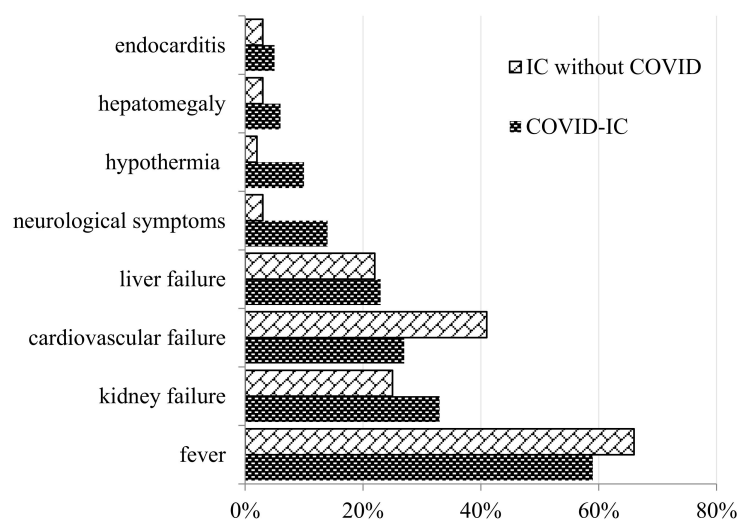 endocarditis
hepatomegaly
hypothermia
neurological symptoms
liver failure
cardiovascular failure
kidney failure
fever
IC without COVID
COVID-IC
0%
20%
40%
60%
80%